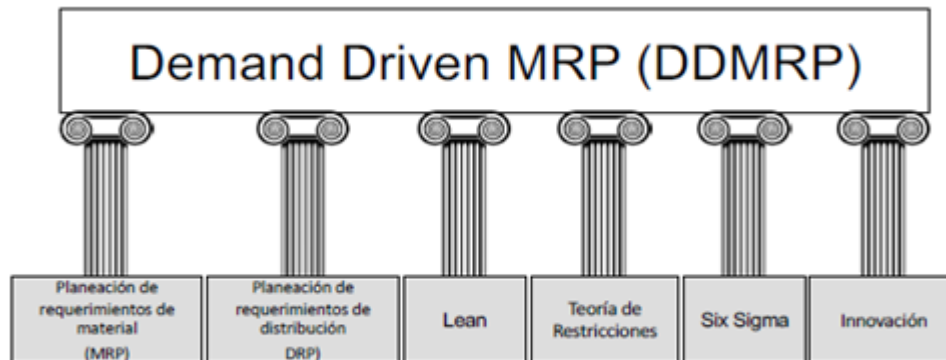 Demand Driven MRP (DDMRP)
Planeación de
requerimientos de
material
(MRP)
Planeación de
requerimientos de
distribución
DRP)
Lean
Teoría de
Restricciones
Six Sigma
Innovación